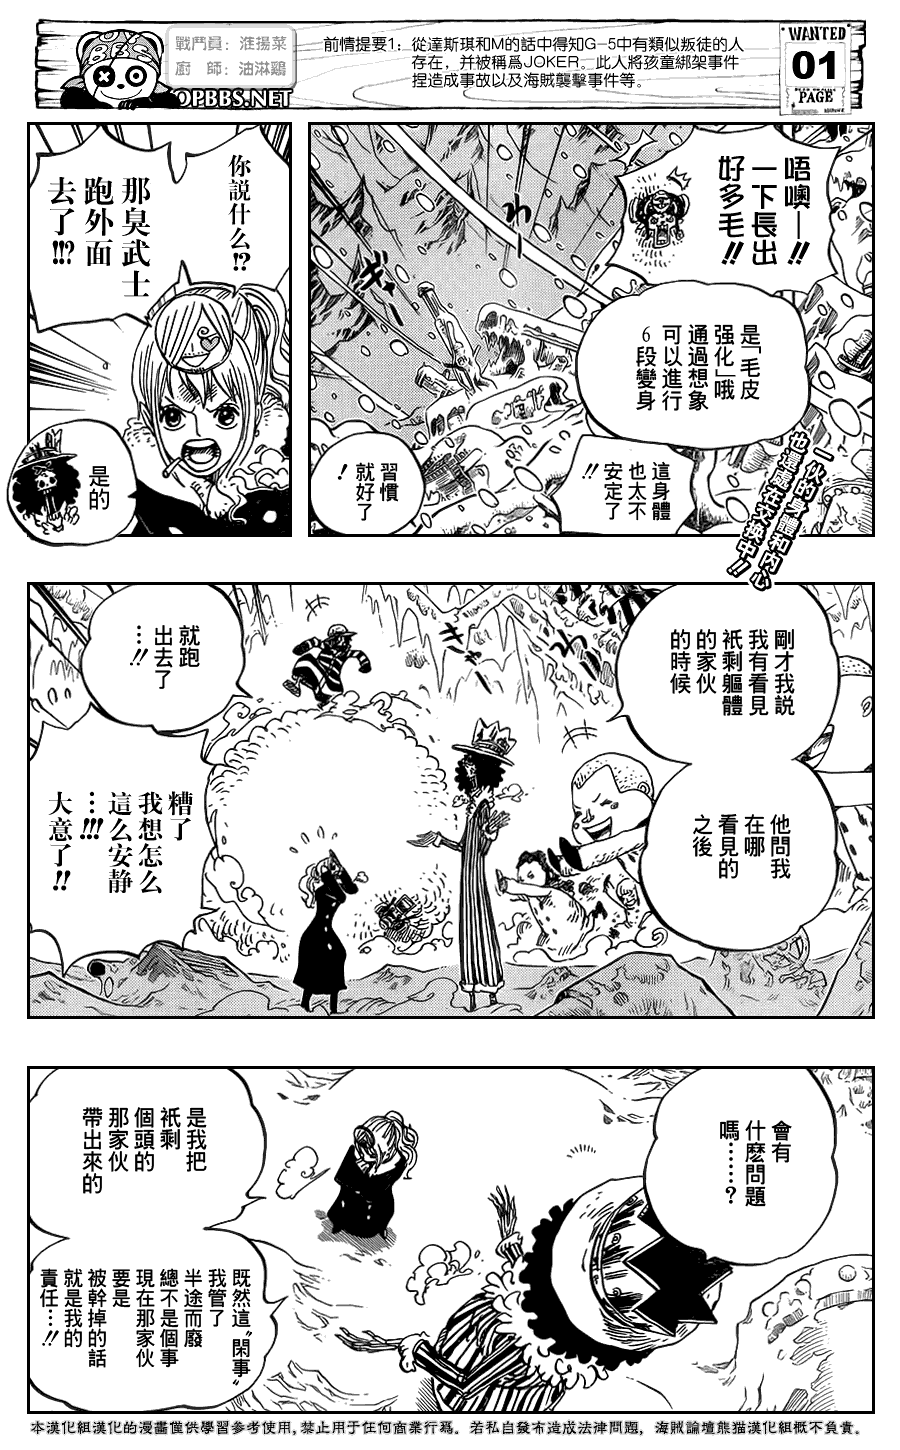 BBS
戰鬥員：淮揚菜
廚　師：油淋鷄
OPBBS.NET
前情提要1：從達斯琪和M的話中得知G-5中有類似叛徒的人
存在，并被稱爲JOKER。此人將孩童綁架事件
捏造成事故以及海賊襲擊事件等。
WANTED
01
PAGE
唔噢—!!
一下長出
好多毛!!
是「毛皮
强化」哦
通過想象
可以進行
6段變身
這身體
也太不
安定了
!!
習慣
就好了
!
一伙的身體和内心
也還處在交換中!!
你説什么!?
那臭武士
跑外面
去了!!?
是的
剛才我説
我有看見
衹剩軀體
的家伙
的時候
他問我
在哪
看見的
之後
就跑
出去了
…!!
糟了
我想怎么
這么安静
…!!!
大意了!!
會有
什麽問題
嗎……?
是我把
衹剩
個頭的
那家伙
帶出來的
既然這“閑事”
我管了
半途而廢
總不是個事
現在那家伙
要是
被幹掉的話
就是我的
責任…!!
本漢化組漢化的漫畫僅供學習參考使用,禁止用于任何商業行爲。若私自發布造成法律問題，海賊論壇熊猫漢化組概不負責。